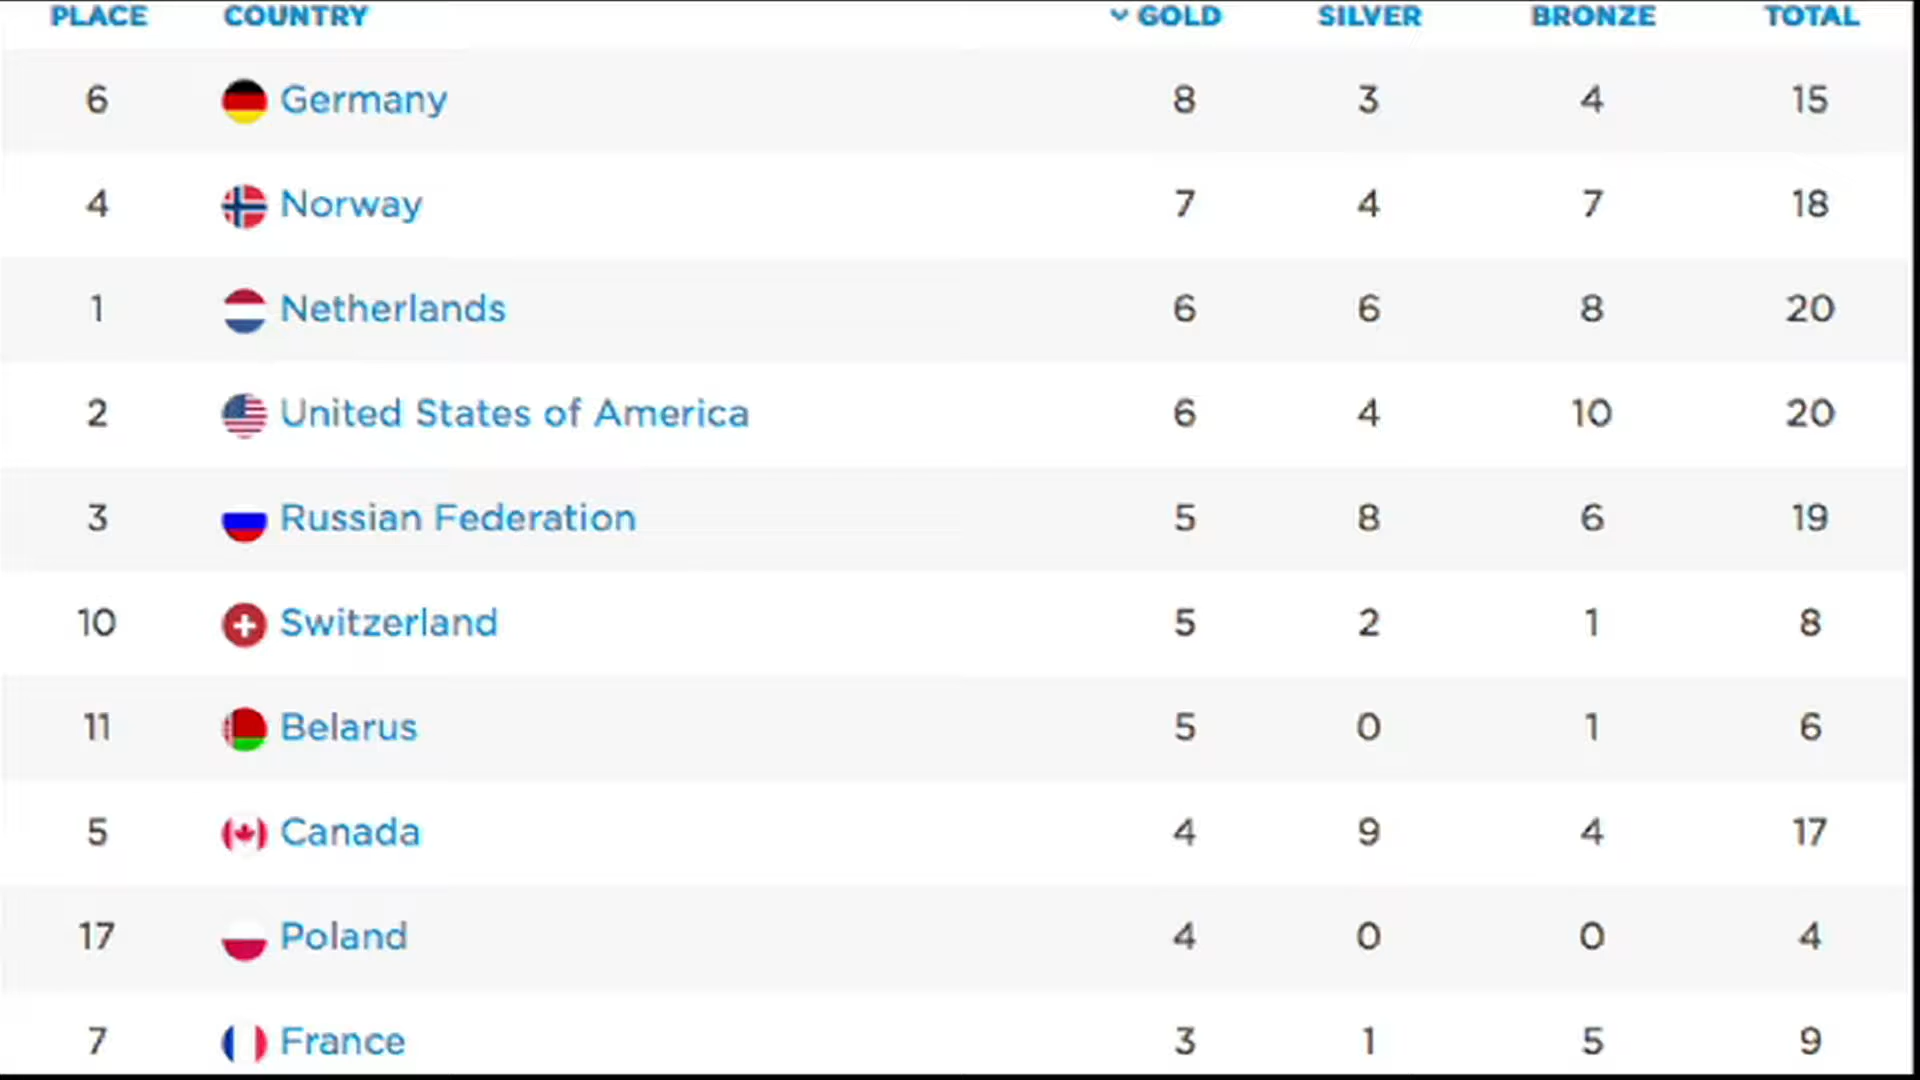 PLACE COUNTRY GOLD SILVER BRONZE TOTAL
6 Germany 8 3 4 15
4 Norway 7 4 7 18
1 Netherlands 6 6 8 20
2 United States of America 6 4 10 20
3 Russian Federation 5 8 6 19
10 Switzerland 5 2 1 8
11 Belarus 5 0 1 6
5 Canada 4 9 4 17
17 Poland 4 0 0 4
7 France 3 1 5 9